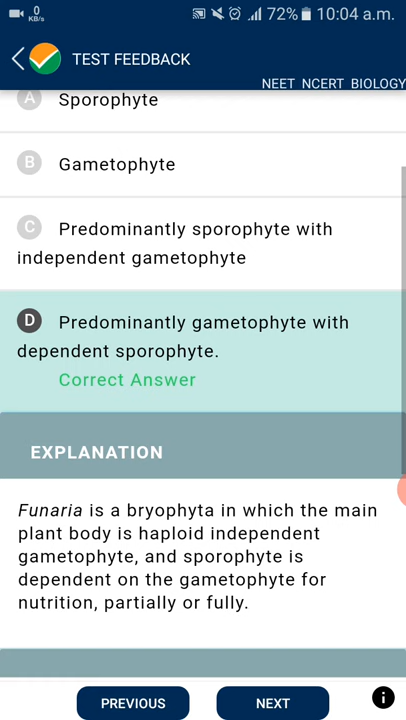 0
KB/s
72% 10:04 a.m.
TEST FEEDBACK
NEET NCERT BIOLOGY
A Sporophyte
B Gametophyte
C Predominantly sporophyte with
independent gametophyte
D Predominantly gametophyte with
dependent sporophyte.
Correct Answer
EXPLANATION
Funaria is a bryophyta in which the main
plant body is haploid independent
gametophyte, and sporophyte is
dependent on the gametophyte for
nutrition, partially or fully.
PREVIOUS NEXT